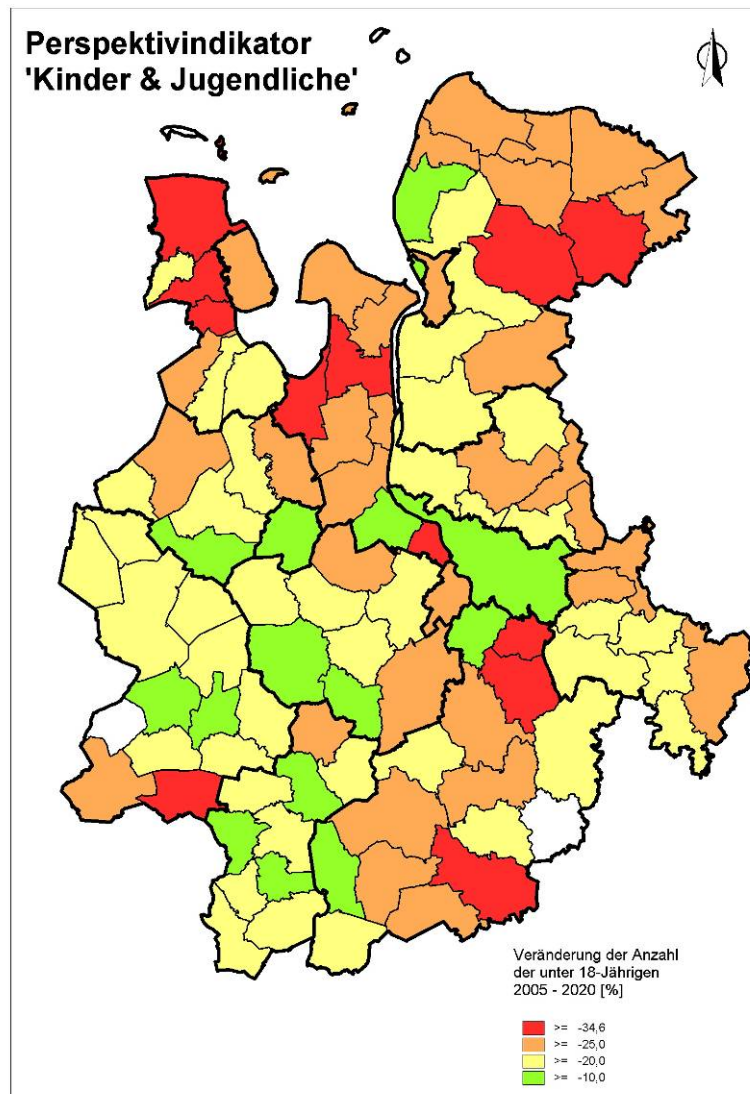 Perspektivindikator
'Kinder & Jugendliche'
Veränderung der Anzahl
der unter 18-Jährigen
2005 - 2020 [%]
>= -34,6
>= -25,0
>= -20,0
>= -10,0